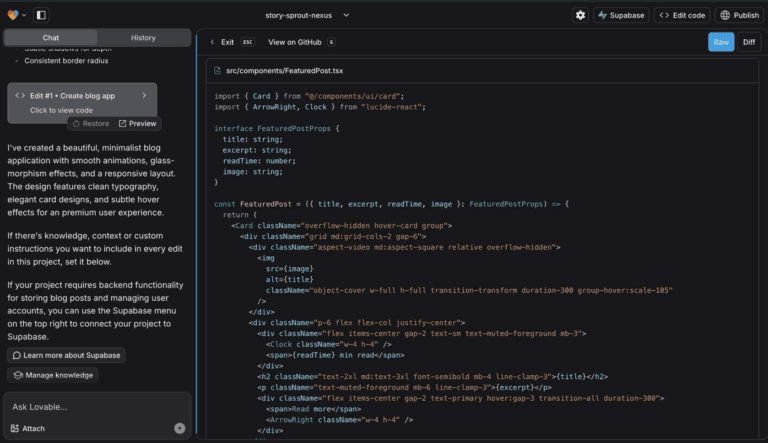 story-sprout-nexus
Supabase
Edit code
Publish
Chat
History
Consistent border radius
Edit #1 • Create blog app
Click to view code
Restore
Preview
I've created a beautiful, minimalist blog
application with smooth animations, glass-
morphism effects, and a responsive layout.
The design features clean typography,
elegant card designs, and subtle hover
effects for an premium user experience.
If there's knowledge, context or custom
instructions you want to include in every edit
in this project, set it below.
If your project requires backend functionality
for storing blog posts and managing user
accounts, you can use the Supabase menu
on the top right to connect your project to
Supabase.
Learn more about Supabase
Manage knowledge
Ask Lovable...
Attach
Exit ESC View on GitHub G
Raw
Diff
src/components/FeaturedPost.tsx
import { Card } from "@/components/ui/card";
import { ArrowRight, Clock } from "lucide-react";
interface FeaturedPostProps {
title: string;
excerpt: string;
readTime: number;
image: string;
}
const FeaturedPost = ({ title, excerpt, readTime, image }: FeaturedPostProps) => {
return (
<Card className="overflow-hidden hover-card group">
<div className="grid md:grid-cols-2 gap-6">
<div className="aspect-video md:aspect-square relative overflow-hidden">
<img
src={image}
alt={title}
className="object-cover w-full h-full transition-transform duration-300 group-hover:scale-105"
/>
</div>
<div className="p-6 flex flex-col justify-center">
<div className="flex items-center gap-2 text-sm text-muted-foreground mb-3">
<Clock className="w-4 h-4" />
<span>{readTime} min read</span>
</div>
<h2 className="text-2xl md:text-3xl font-semibold mb-4 line-clamp-3">{title}</h2>
<p className="text-muted-foreground mb-6 line-clamp-3">{excerpt}</p>
<div className="flex items-center gap-2 text-primary hover:gap-3 transition-all duration-300">
<span>Read more</span>
<ArrowRight className="w-4 h-4" />
</div>